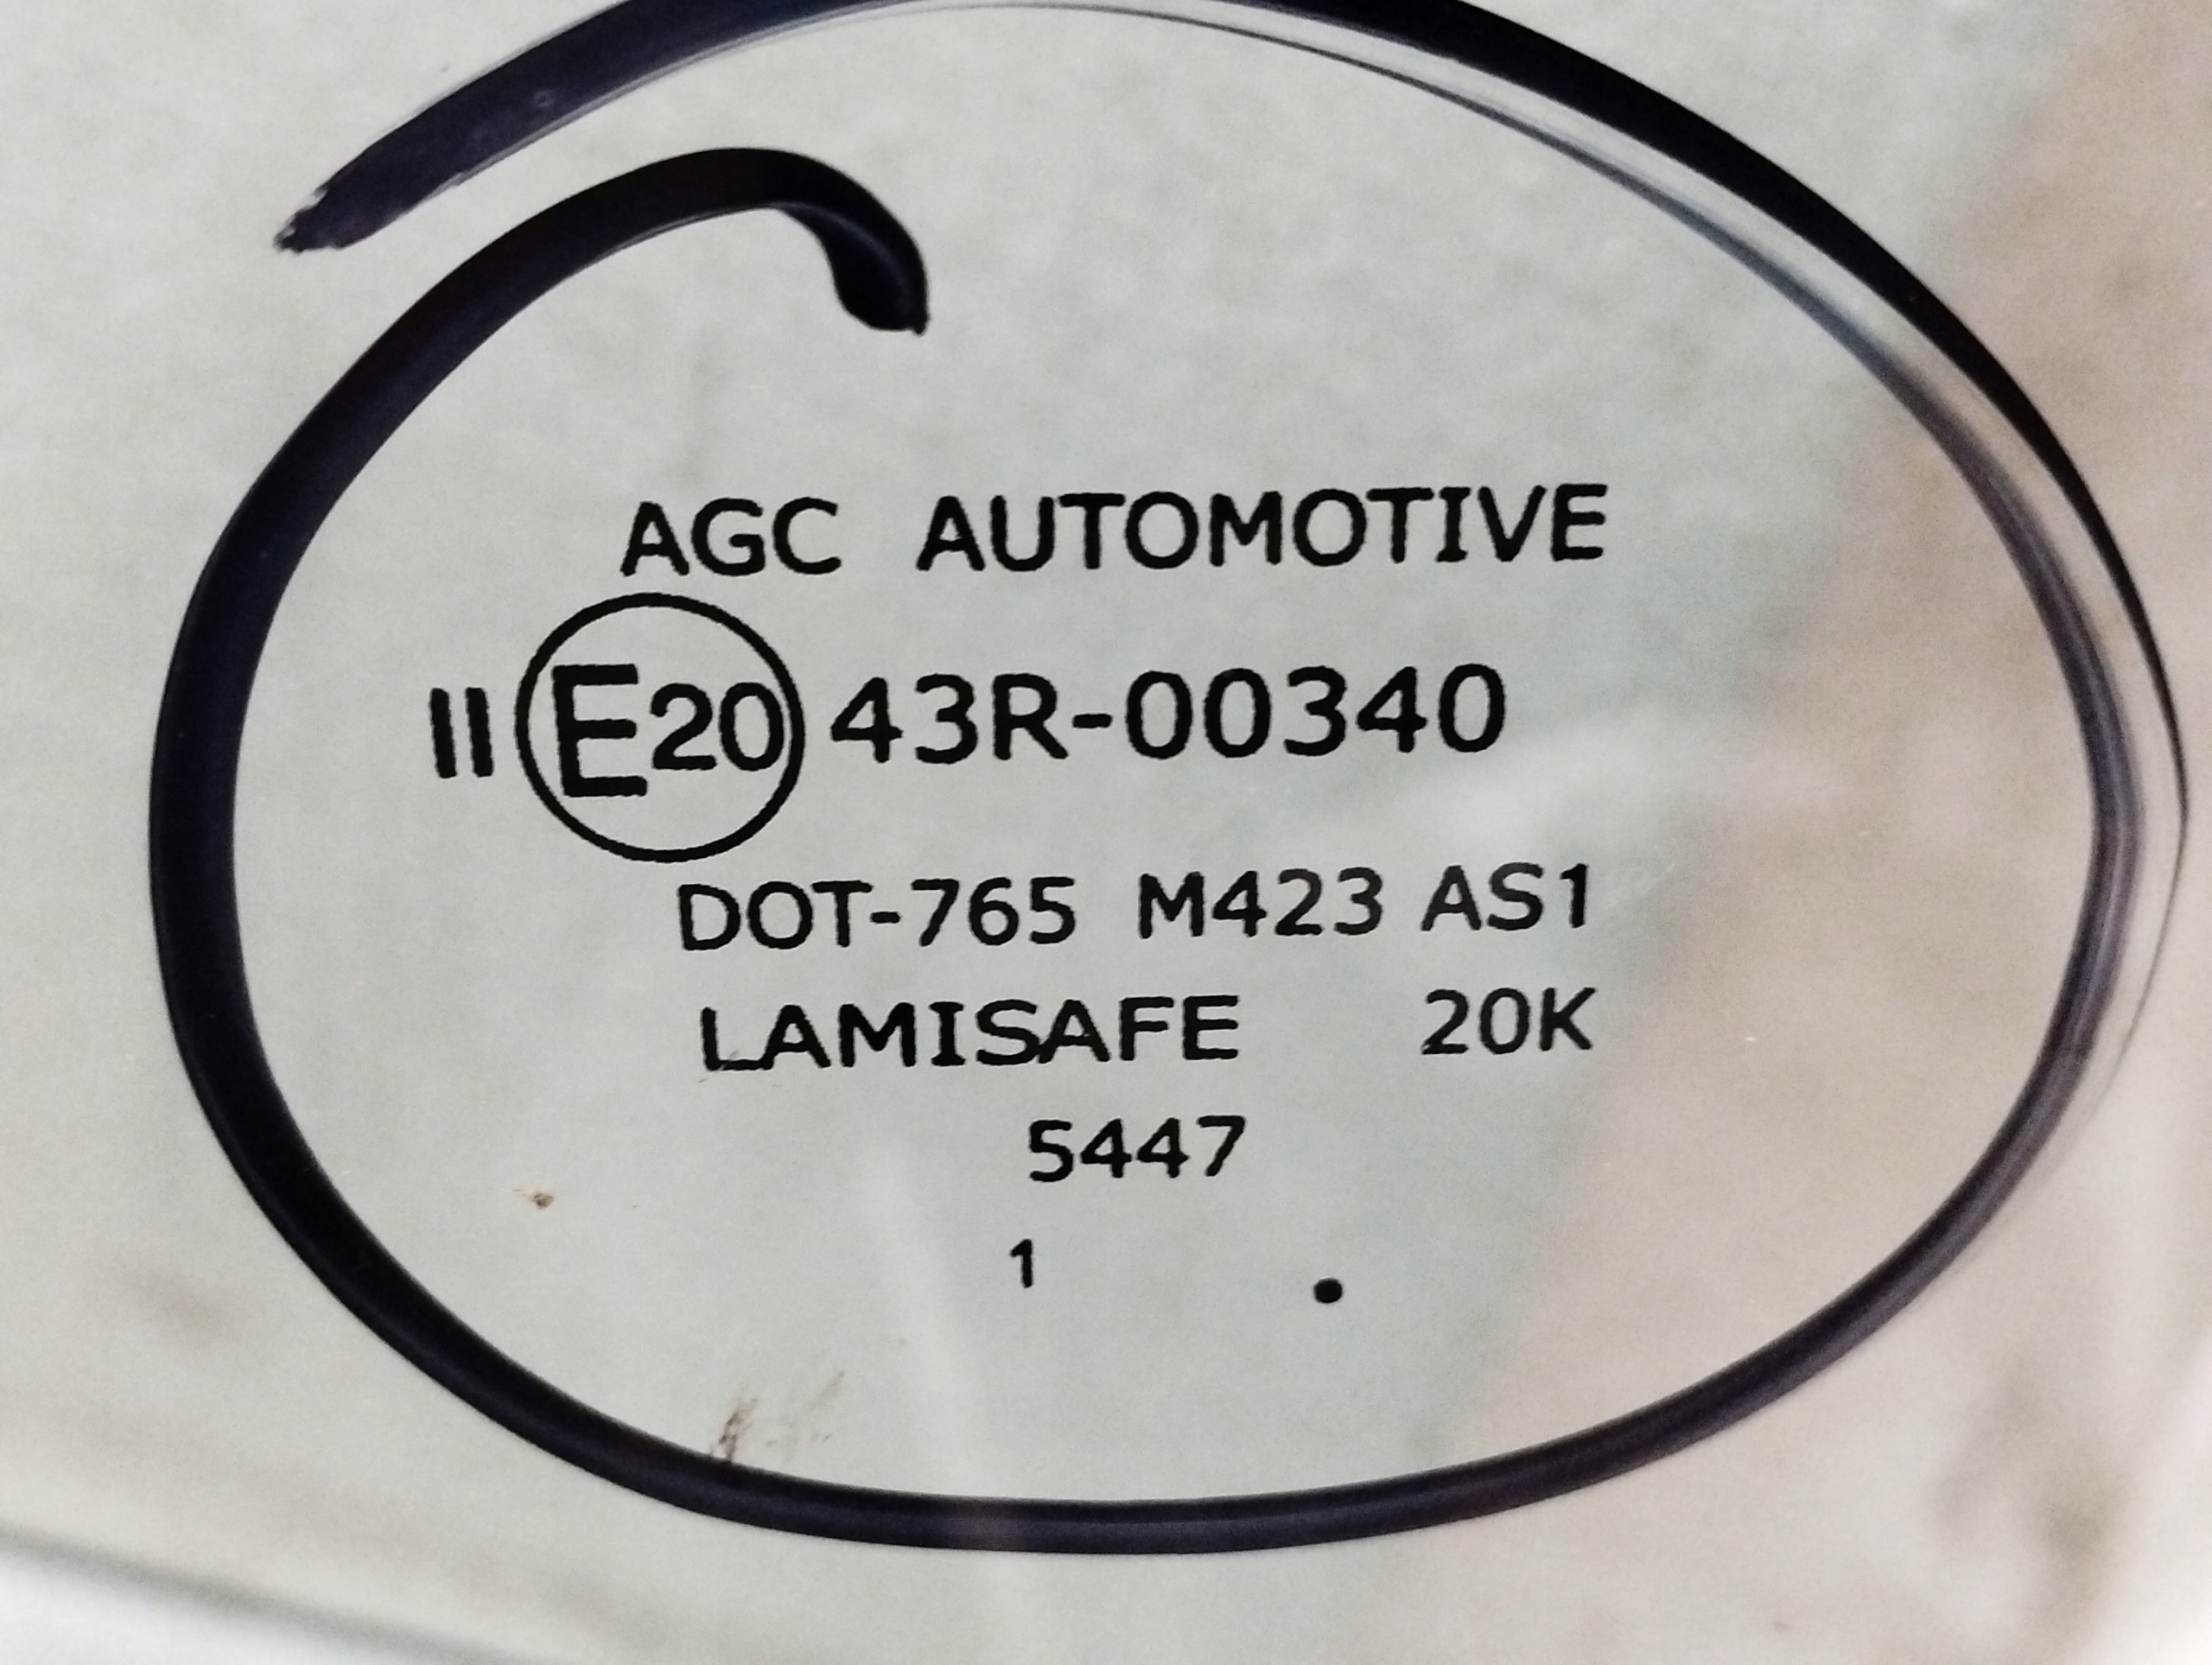 AGC AUTOMOTIVE
II E20 43R-00340
DOT-765 M423 AS1
LAMISAFE 20K
5447
1 .